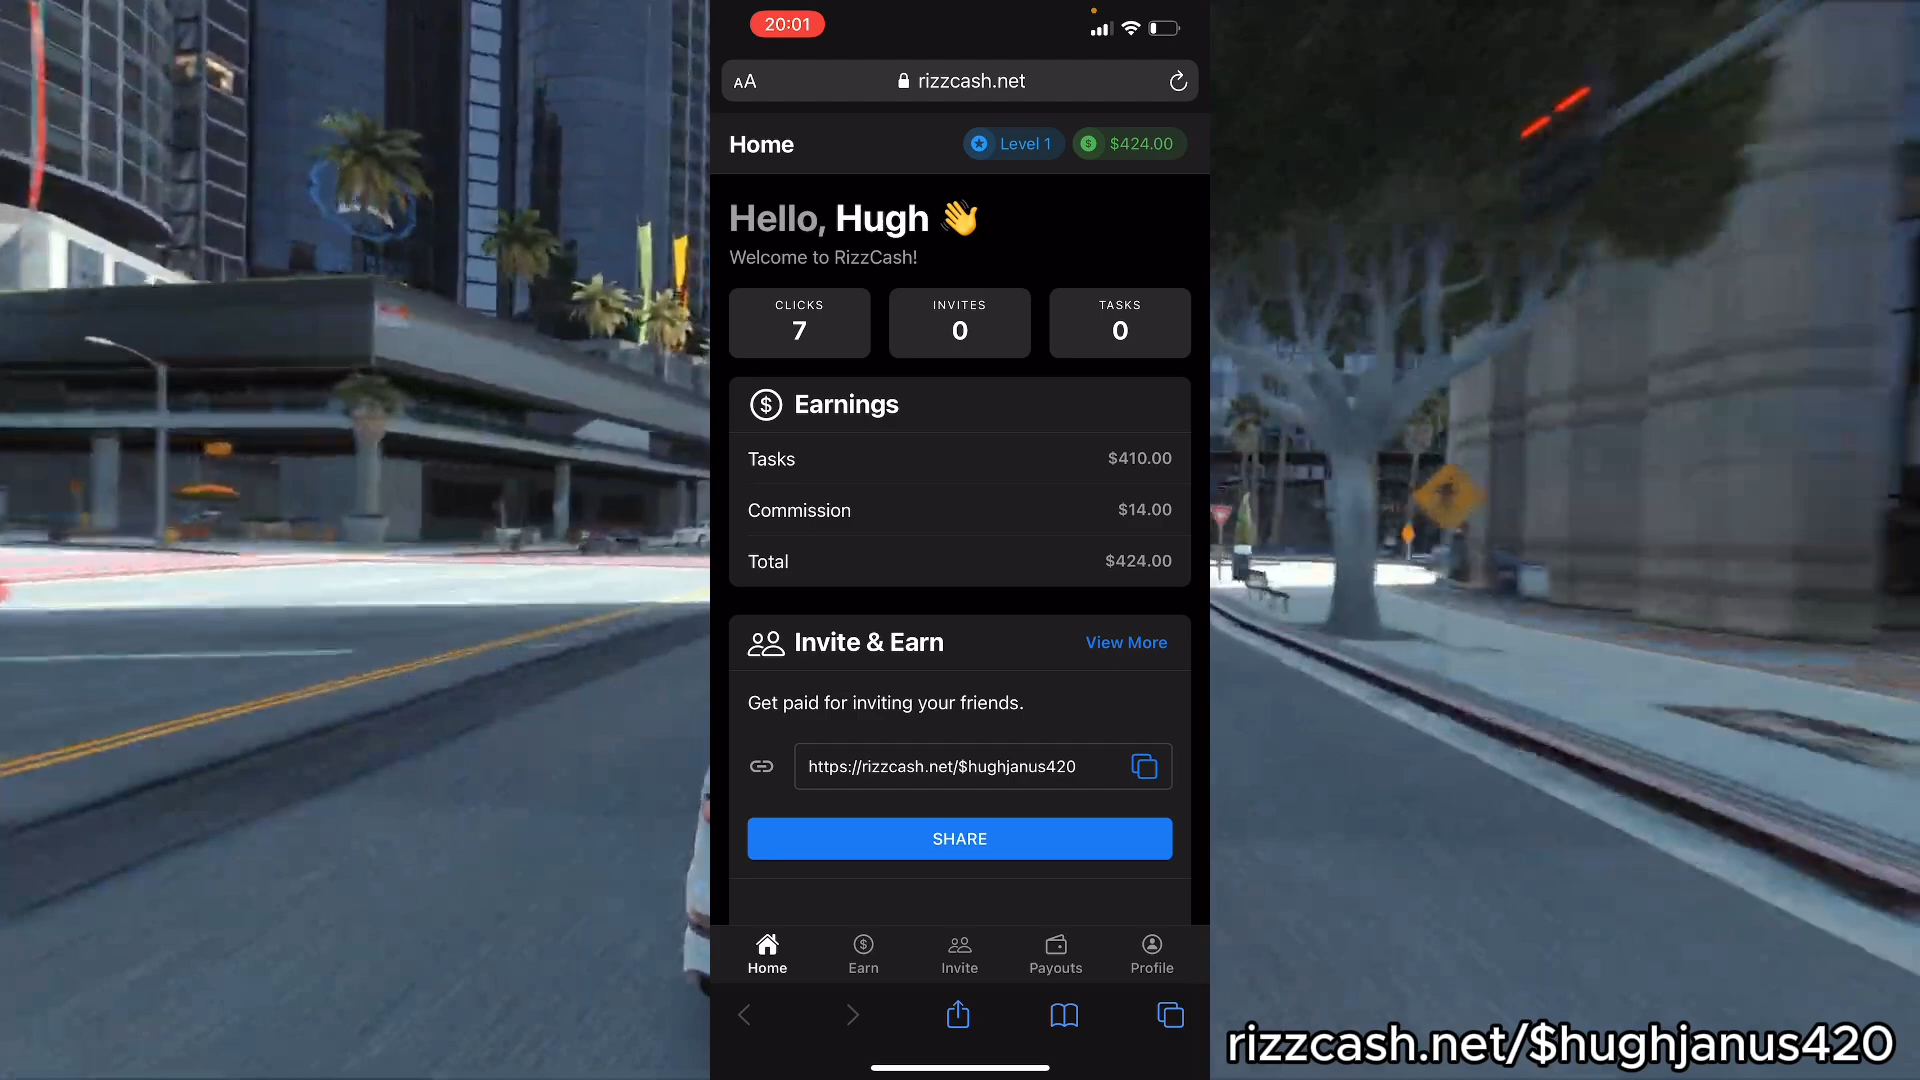 20:01
AA rizzcash.net
Home Level 1 $ $424.00
Hello, Hugh 👋
Welcome to RizzCash!
CLICKS INVITES TASKS
7 0 0
$ Earnings
Tasks $410.00
Commission $14.00
Total $424.00
Invite & Earn View More
Get paid for inviting your friends.
https://rizzcash.net/$hughjanus420
SHARE
Home Earn Invite Payouts Profile
rizzcash.net/$hughjanus420